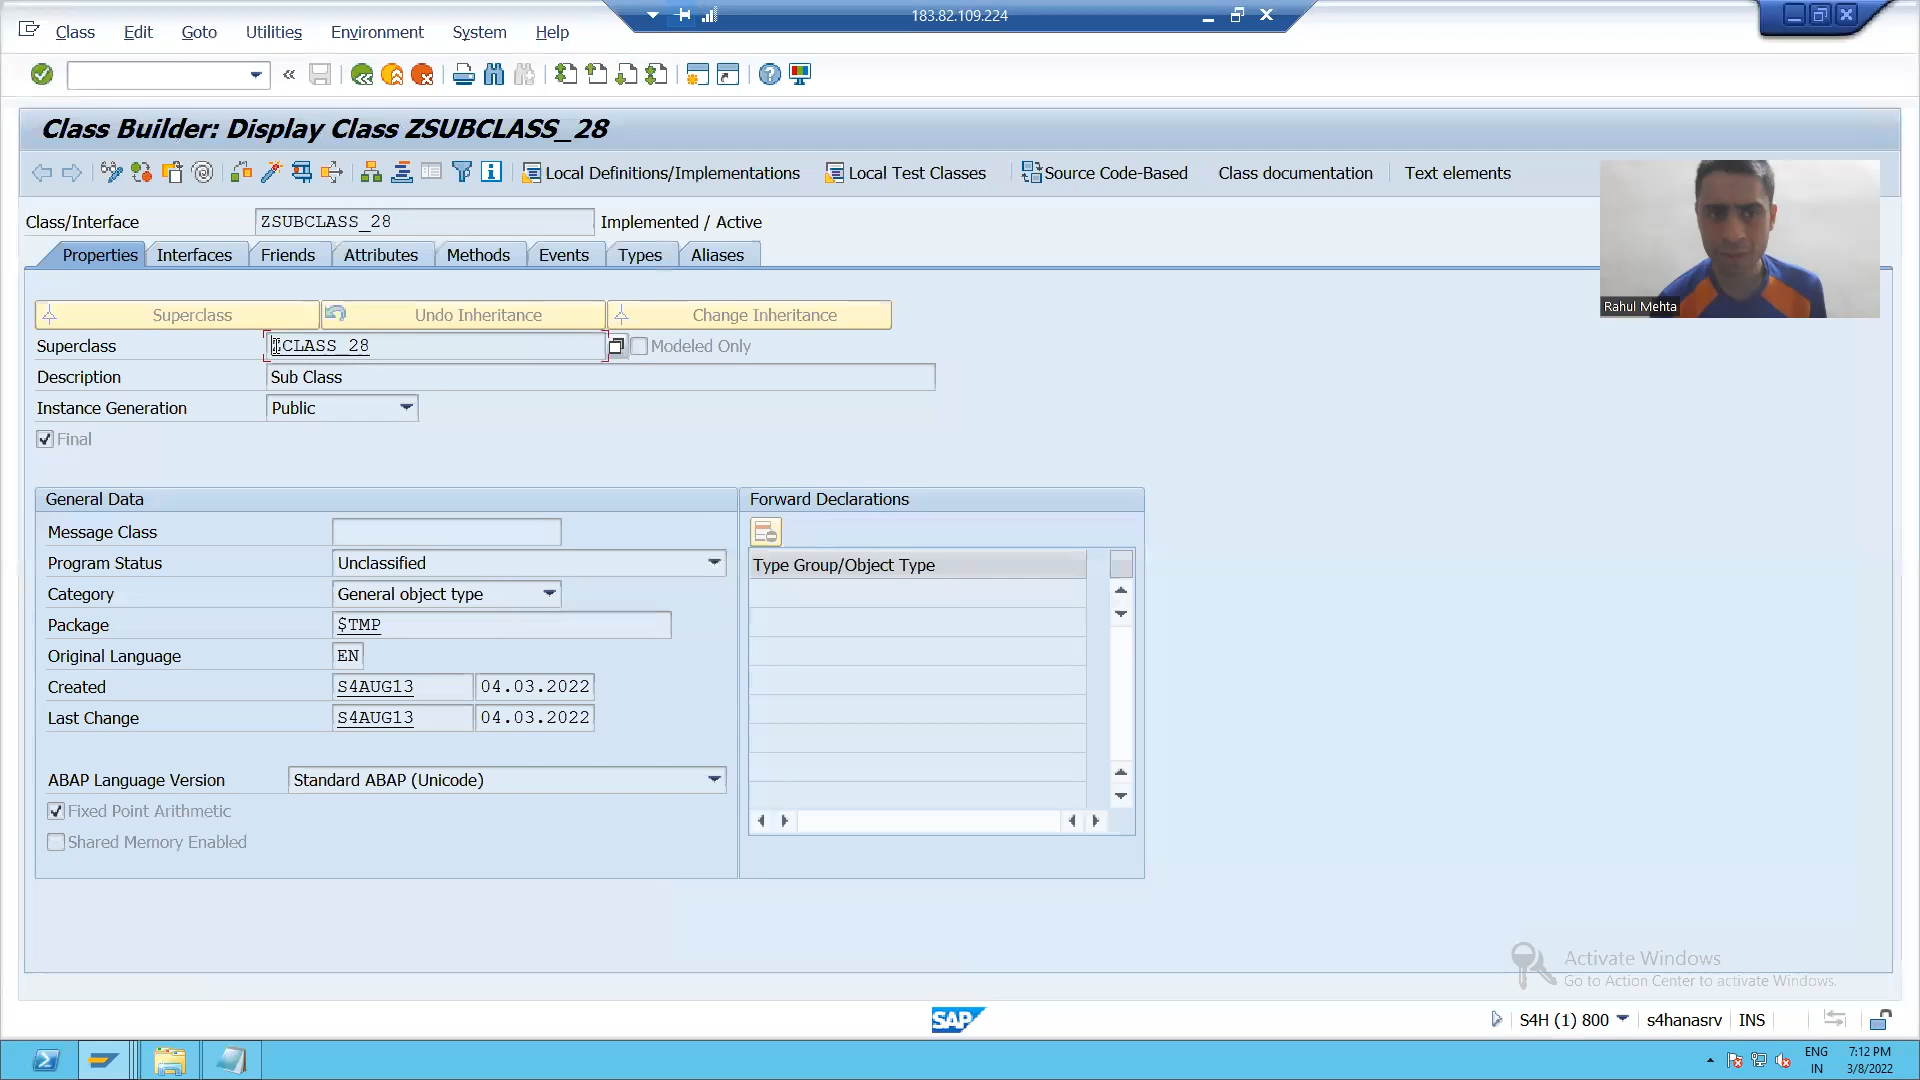 183.82.109.224
Class Edit Goto Utilities Environment System Help
Class Builder: Display Class ZSUBCLASS_28
Local Definitions/Implementations Local Test Classes Source Code-Based Class documentation Text elements
Class/Interface ZSUBCLASS_28 Implemented / Active
Properties Interfaces Friends Attributes Methods Events Types Aliases
Rahul Mehta
Superclass Undo Inheritance Change Inheritance
Superclass CLASS_28 Modeled Only
Description Sub Class
Instance Generation Public
Final
General Data
Message Class
Program Status Unclassified
Category General object type
Package $TMP
Original Language EN
Created S4AUG13 04.03.2022
Last Change S4AUG13 04.03.2022
ABAP Language Version Standard ABAP (Unicode)
Fixed Point Arithmetic
Shared Memory Enabled
Forward Declarations
Type Group/Object Type
Activate Windows
Go to Action Center to activate Windows.
SAP
S4H (1) 800 s4hanasrv INS
ENG 7:12 PM
IN 3/8/2022